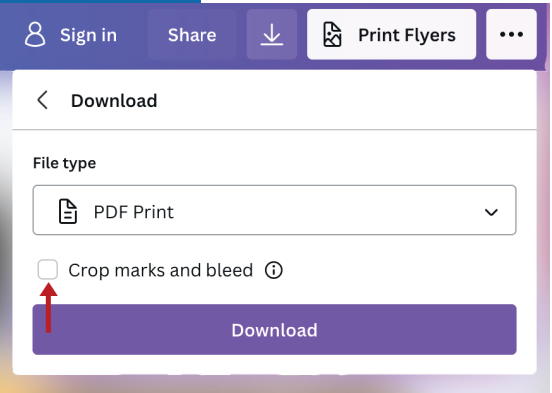 Sign in Share Print Flyers
Download
File type
PDF Print
Crop marks and bleed
Download